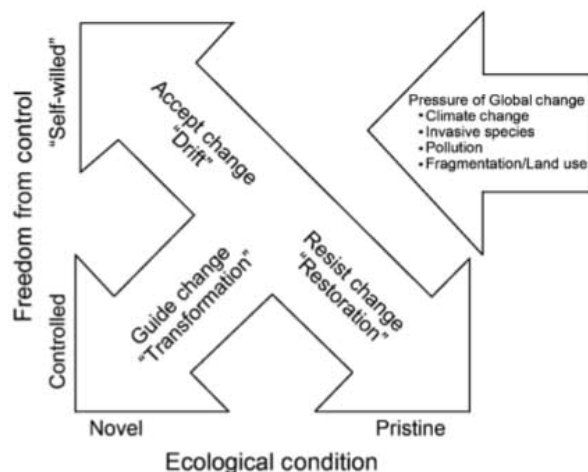 Freedom from control
"Self-willed"
Controlled
Accept change
"Drift"
Pressure of Global change
• Climate change
• Invasive species
• Pollution
• Fragmentation/Land use
Guide change
"Transformation"
Resist change
"Restoration"
Novel
Pristine
Ecological condition